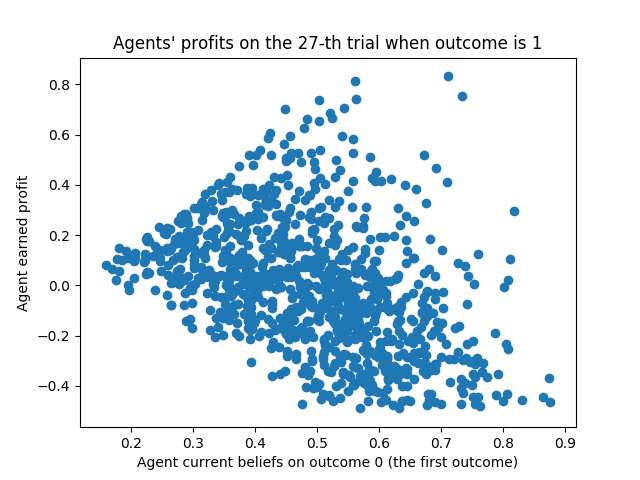 Agents' profits on the 27-th trial when outcome is 1
Agent earned profit
0.8
0.6
0.4
0.2
0.0
−0.2
−0.4
0.2 0.3 0.4 0.5 0.6 0.7 0.8 0.9
Agent current beliefs on outcome 0 (the first outcome)